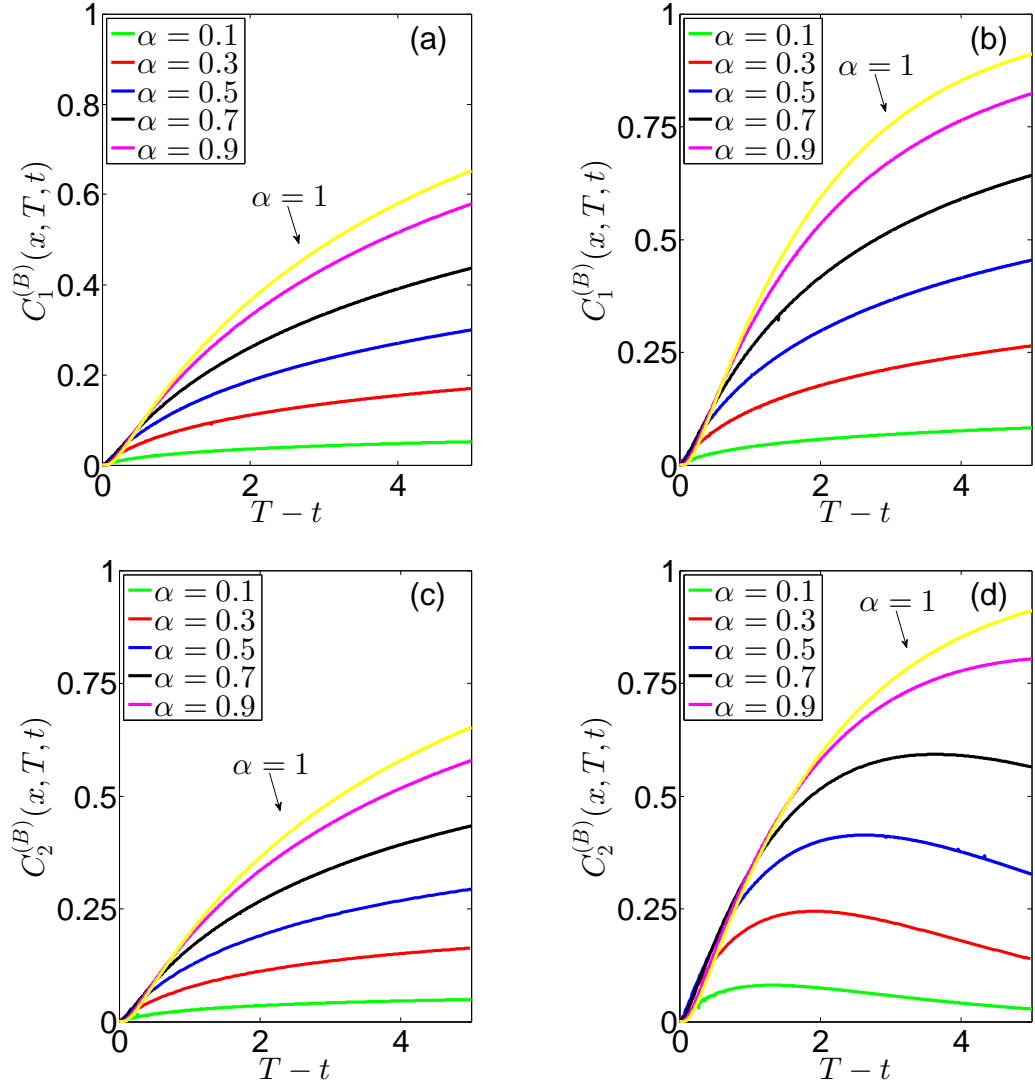 (a)
α = 0.1
α = 0.3
α = 0.5
α = 0.7
α = 0.9
α = 1
1
0.8
0.6
0.4
0.2
0
0 2 4
T − t
C_1^{(B)}(x, T, t)
(b)
α = 0.1
α = 0.3
α = 0.5
α = 0.7
α = 0.9
α = 1
1
0.75
0.5
0.25
0
0 2 4
T − t
C_1^{(B)}(x, T, t)
(c)
α = 0.1
α = 0.3
α = 0.5
α = 0.7
α = 0.9
α = 1
1
0.75
0.5
0.25
0
0 2 4
T − t
C_2^{(B)}(x, T, t)
(d)
α = 0.1
α = 0.3
α = 0.5
α = 0.7
α = 0.9
α = 1
1
0.75
0.5
0.25
0
0 2 4
T − t
C_2^{(B)}(x, T, t)